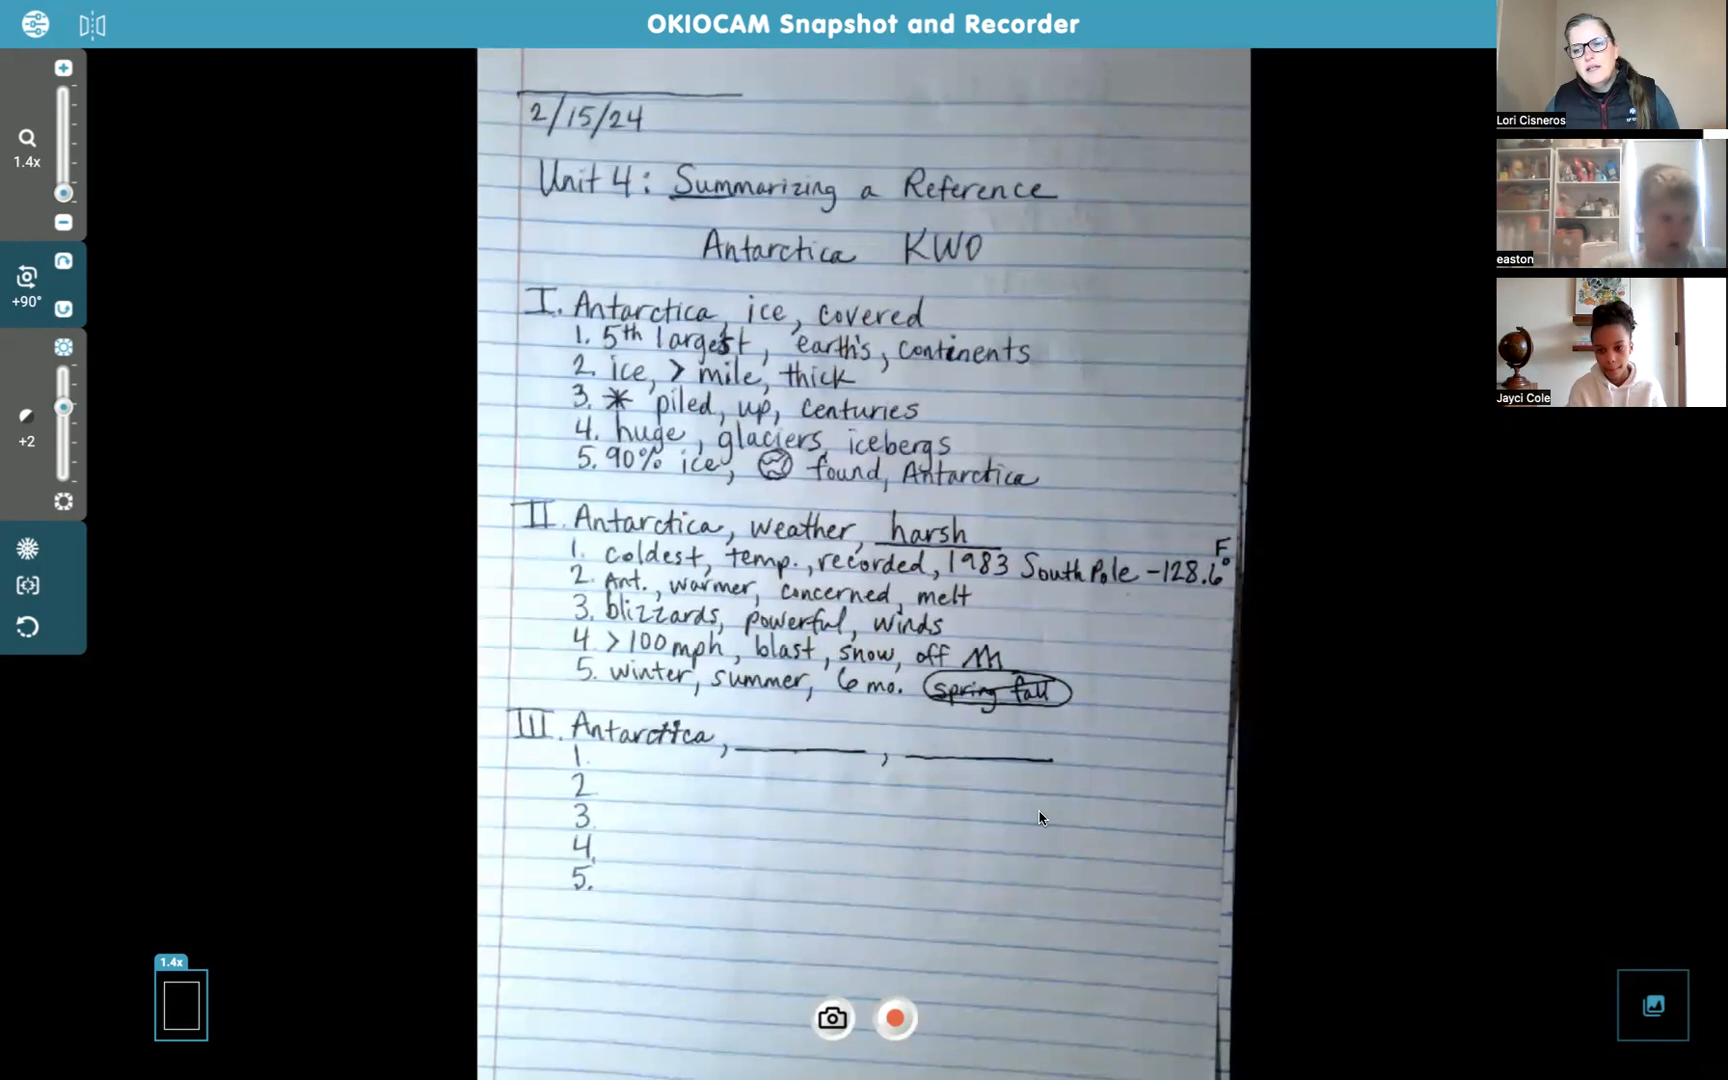 OKIOCAM Snapshot and Recorder
1.4x
+90°
+2
2/15/24
Unit 4: Summarizing a Reference
Antarctica KWO
I. Antarctica, ice, covered
1. 5th largest, earth's, continents
2. ice, > mile, thick
3. * piled, up, centuries
4. huge, glaciers, icebergs
5. 90% ice, found, Antarctica
II. Antarctica, weather, harsh
1. coldest, temp., recorded, 1983 South Pole -128.6° F
2. Ant., warmer, concerned, melt
3. blizzards, powerful, winds
4 >100 mph, blast, snow, off
5. winter, summer, 6 mo. spring fall
III. Antarctica, ________, ________
1.
2
3.
4.
5.
1.4x
Lori Cisneros
easton
Jayci Cole